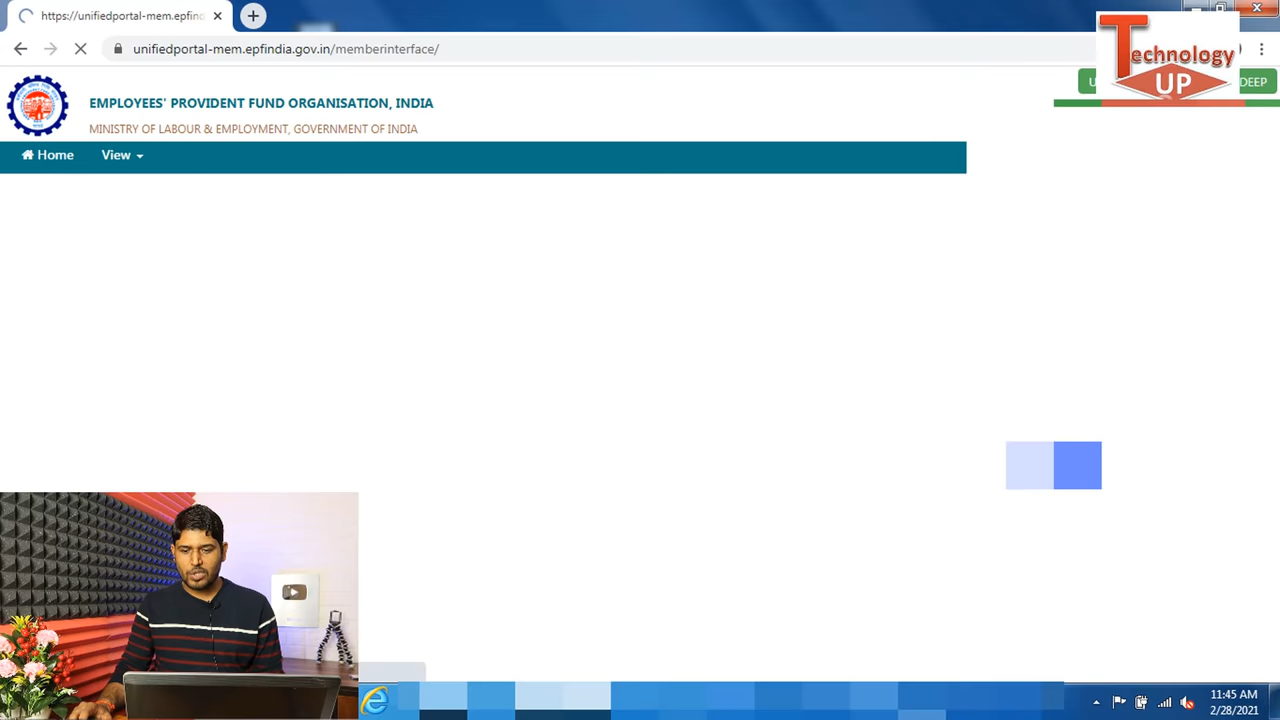 https://unifiedportal-mem.epfind
unifiedportal-mem.epfindia.gov.in/memberinterface/
Technology
UP
U
DEEP
EMPLOYEES' PROVIDENT FUND ORGANISATION, INDIA
MINISTRY OF LABOUR & EMPLOYMENT, GOVERNMENT OF INDIA
Home
View
11:45 AM
2/28/2021